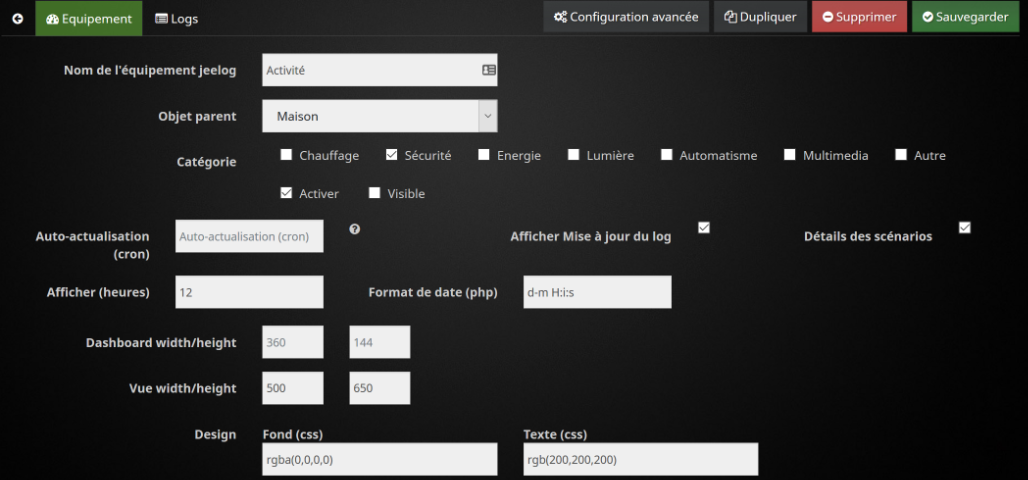 Equipement Logs Configuration avancée Dupliquer Supprimer Sauvegarder
Nom de l'équipement jeelog Activité
Objet parent Maison
Catégorie Chauffage Sécurité Energie Lumière Automatisme Multimedia Autre
Activer Visible
Auto-actualisation (cron) Auto-actualisation (cron) Afficher Mise à jour du log Détails des scénarios
Afficher (heures) 12 Format de date (php) d-m H:i:s
Dashboard width/height 360 144
Vue width/height 500 650
Design Fond (css) Texte (css)
rgba(0,0,0,0) rgb(200,200,200)